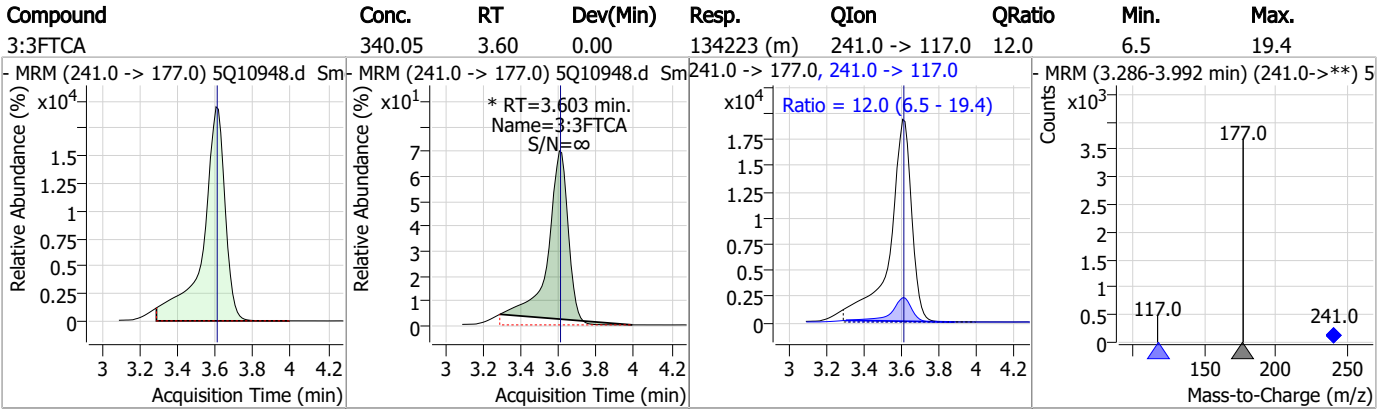 Compound Conc. RT Dev(Min) Resp. QIon QRatio Min. Max.
3:3FTCA 340.05 3.60 0.00 134223 (m) 241.0 -> 117.0 12.0 6.5 19.4
- MRM (241.0 -> 177.0) 5Q10948.d Sm
Relative Abundance (%)
x10⁴
1.5
1.25
1
0.75
0.5
0.25
0
3 3.2 3.4 3.6 3.8 4 4.2
Acquisition Time (min)
- MRM (241.0 -> 177.0) 5Q10948.d Sm
Relative Abundance (%)
x10¹
* RT=3.603 min.
Name=3:3FTCA
S/N=∞
7
6
5
4
3
2
1
0
3 3.2 3.4 3.6 3.8 4 4.2
Acquisition Time (min)
241.0 -> 177.0, 241.0 -> 117.0
x10⁴
Ratio = 12.0 (6.5 - 19.4)
1.75
1.5
1.25
1
0.75
0.5
0.25
0
3 3.2 3.4 3.6 3.8 4 4.2
Acquisition Time (min)
- MRM (3.286-3.992 min) (241.0->**) 5
Counts
x10³
177.0
3.5
3
2.5
2
1.5
1
117.0
241.0
0.5
0
150 200 250
Mass-to-Charge (m/z)